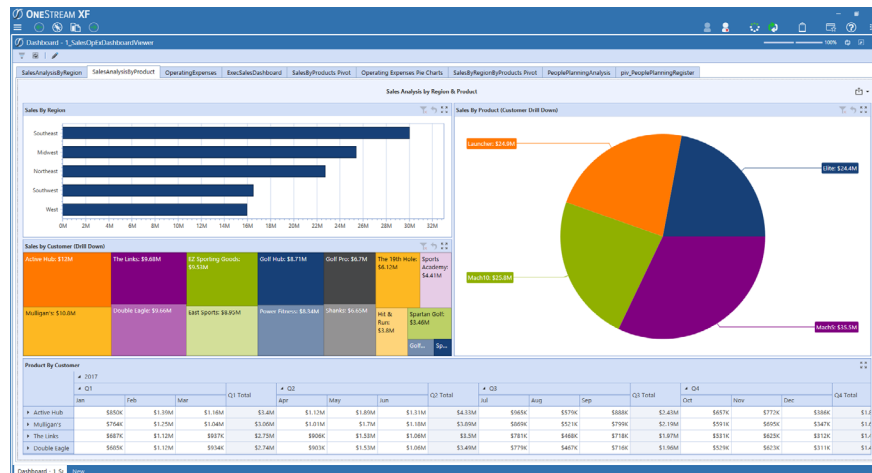 ONESTREAM XF
Dashboard - 1_SalesOpExDashboardViewer
100%
SalesAnalysisByRegion SalesAnalysisByProduct OperatingExpenses ExecSalesDashboard SalesByProducts Pivot Operating Expenses Pie Charts SalesByRegionByProducts Pivot PeoplePlanningAnalysis piv_PeoplePlanningRegister
Sales Analysis by Region & Product
Sales By Region
Southeast
Midwest
Northeast
Southwest
West
0M 2M 4M 6M 8M 10M 12M 14M 16M 18M 20M 22M 24M 26M 28M 30M 32M
Sales By Product (Customer Drill Down)
Launcher: $24.9M
Elite: $24.4M
Mach10: $25.8M
Mach5: $35.5M
Sales by Customer (Drill Down)
Active Hub: $12M
The Links: $9.68M
EZ Sporting Goods: $9.53M
Golf Hub: $8.71M
Golf Pro: $6.7M
The 19th Hole: $6.12M
Sports Academy: $4.41M
Mulligan's: $10.8M
Double Eagle: $9.66M
East Sports: $8.95M
Power Fitness: $8.54M
Shanks: $6.65M
Hit & Run: $3.8M
Spartan Golf: $3.46M
Golf...
Sp...
Product By Customer
2017
Q1 Q1 Total Q2 Q2 Total Q3 Q3 Total Q4 Q4 Total
Jan Feb Mar Apr May Jun Jul Aug Sep Oct Nov Dec
Active Hub $850K $1.39M $1.16M $3.4M $1.12M $1.89M $1.31M $4.33M $965K $579K $888K $2.43M $657K $772K $386K
Mulligan's $764K $1.25M $1.04M $3.06M $1.01M $1.7M $1.18M $3.89M $869K $521K $799K $2.19M $591K $695K $347K
The Links $687K $1.12M $937K $2.75M $906K $1.53M $1.06M $3.5M $781K $468K $718K $1.97M $531K $625K $312K
Double Eagle $685K $1.12M $934K $2.74M $903K $1.53M $1.06M $3.49M $779K $467K $716K $1.96M $529K $623K $311K
Dashboard - 1_Sa New